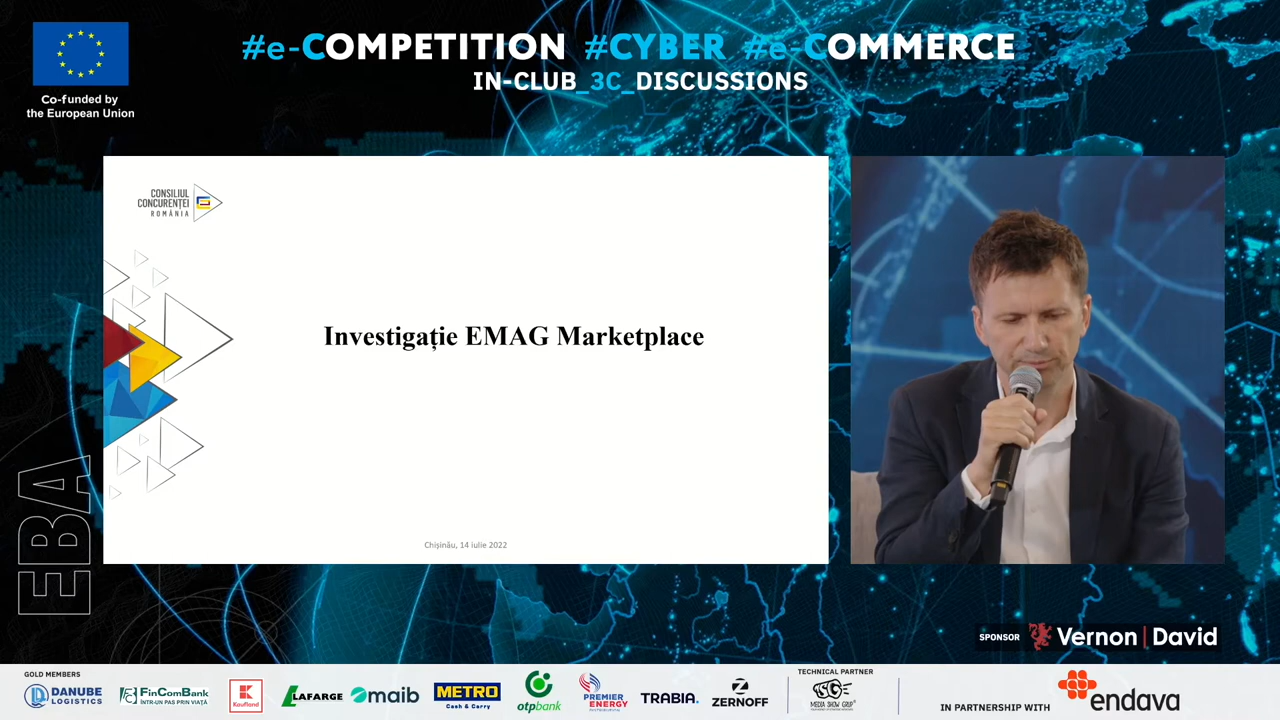 #e-COMPETITION #CYBER #e-COMMERCE
IN-CLUB_3C_DISCUSSIONS
Co-funded by
the European Union
CONSILIUL
CONCURENȚEI
ROMÂNIA
Investigație EMAG Marketplace
Chișinău, 14 iulie 2022
EBA
SPONSOR Vernon | David
GOLD MEMBERS
DANUBE
LOGISTICS
FinComBank
ÎNTR-UN PAS PRIN VIAȚĂ
Kaufland
LAFARGE
maib
METRO
Cash & Carry
otpbank
PREMIER
ENERGY
TRABIA
ZERNOFF
TECHNICAL PARTNER
MEDIA SHOW GRUP
IN PARTNERSHIP WITH endava